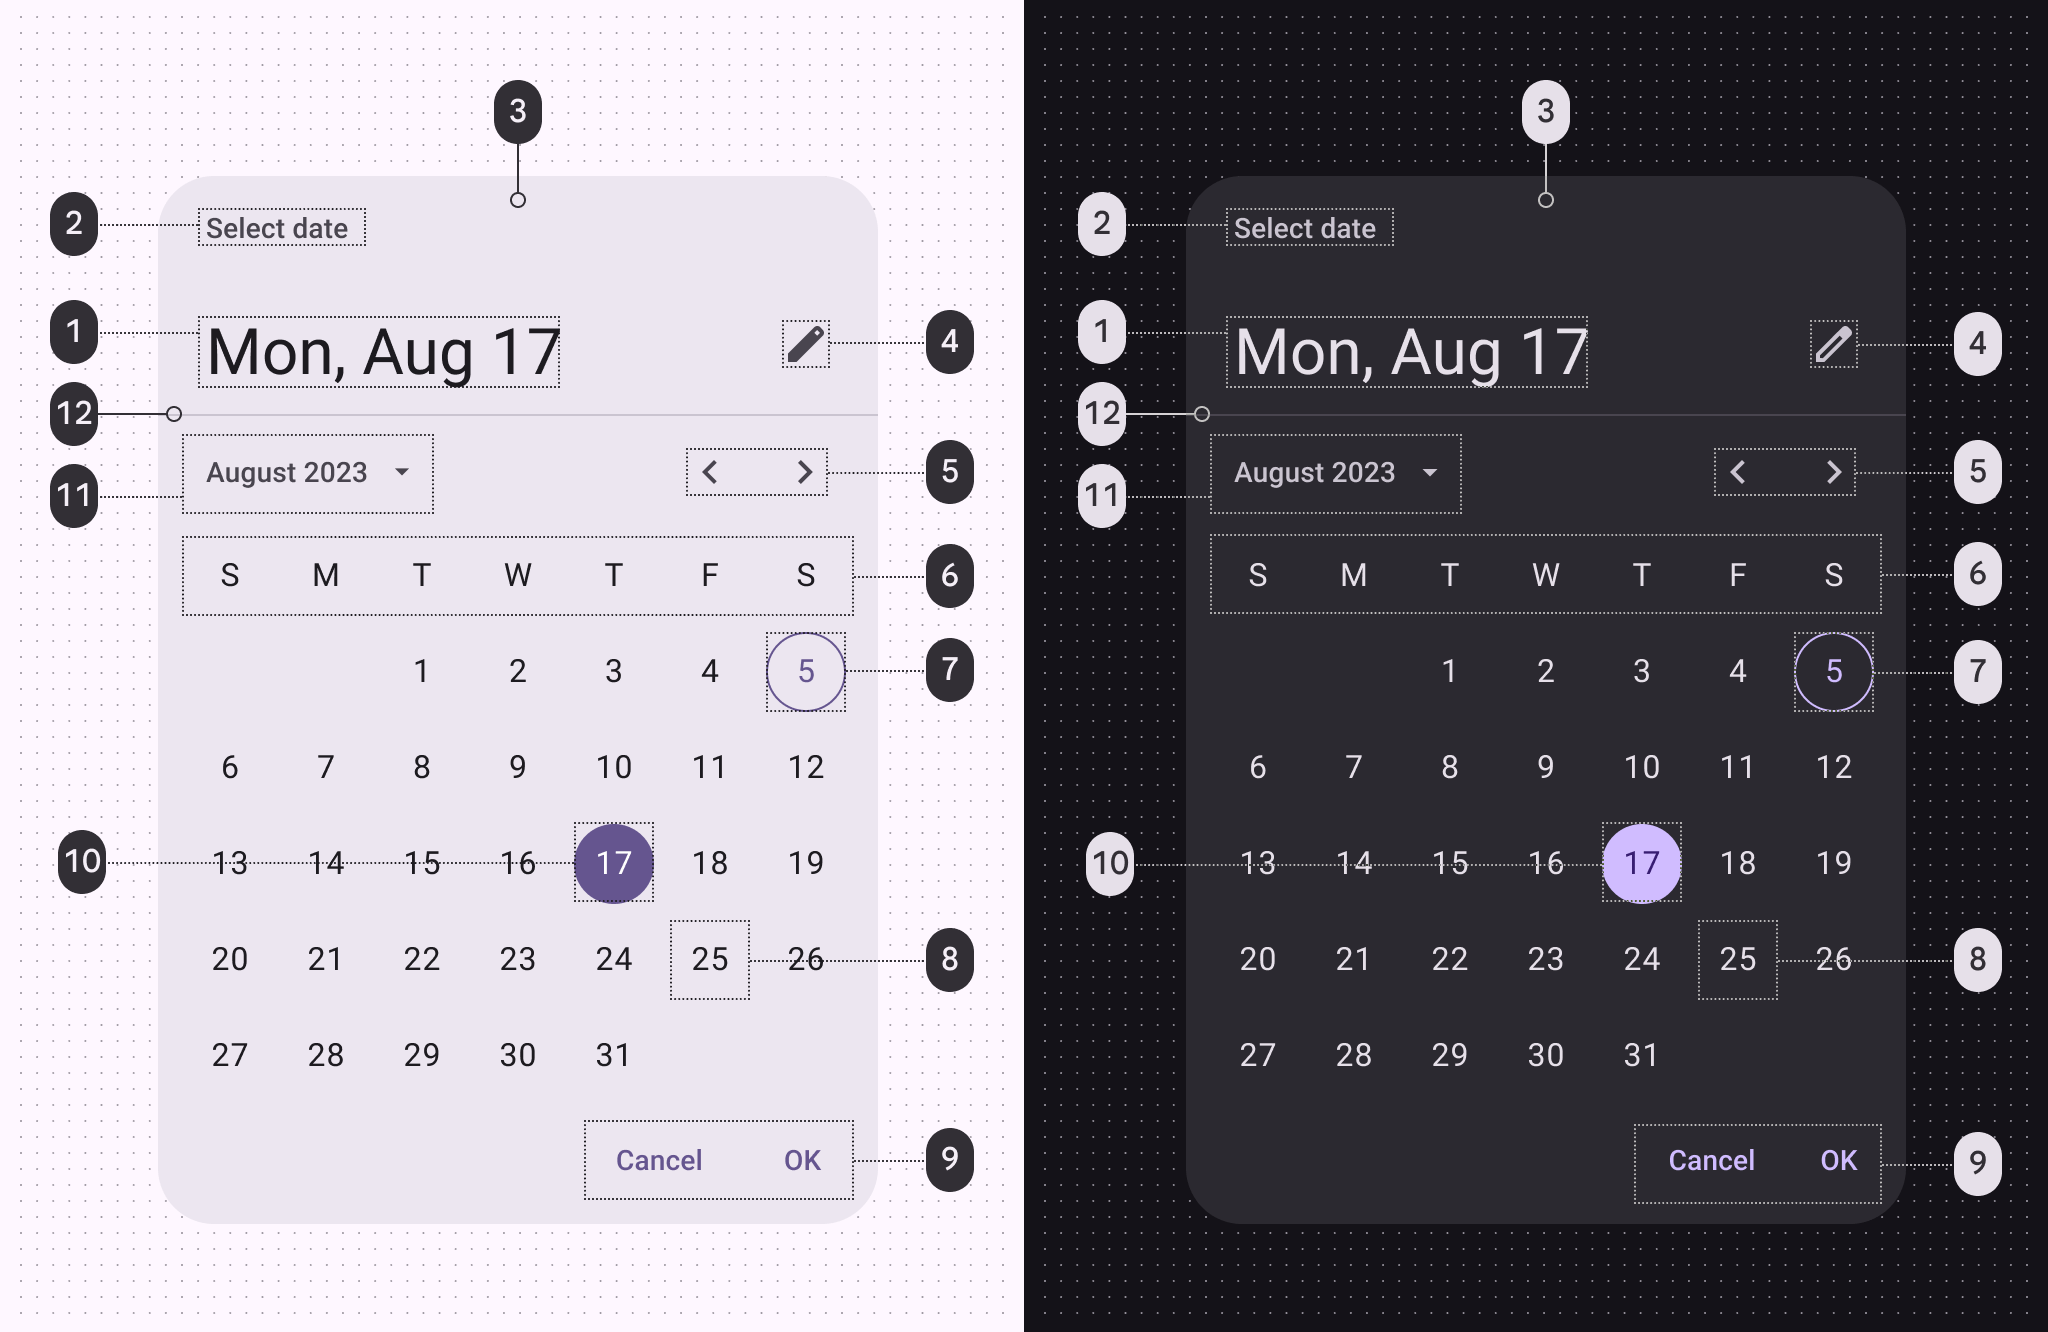 3
2 Select date
1 Mon, Aug 17 4
12
August 2023 5
11
S M T W T F S 6
1 2 3 4 5 7
6 7 8 9 10 11 12
10 13 14 15 16 17 18 19
20 21 22 23 24 25 26 8
27 28 29 30 31
Cancel OK 9
3
2 Select date
1 Mon, Aug 17 4
12
August 2023 5
11
S M T W T F S 6
1 2 3 4 5 7
6 7 8 9 10 11 12
10 13 14 15 16 17 18 19
20 21 22 23 24 25 26 8
27 28 29 30 31
Cancel OK 9